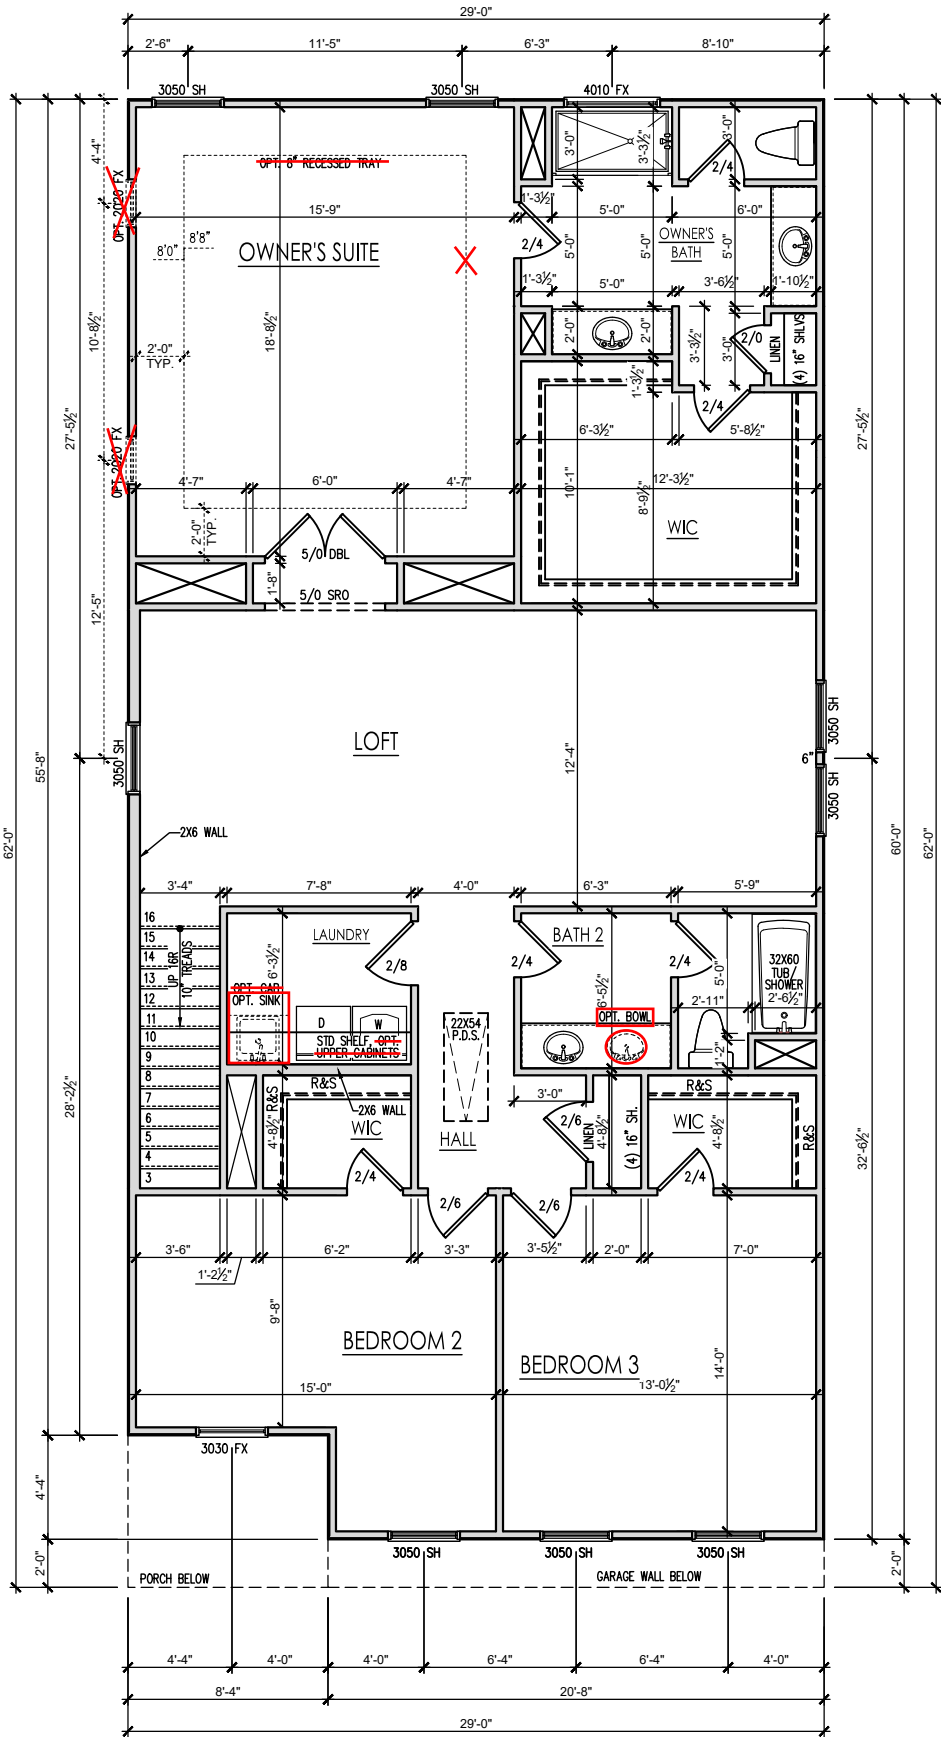 29'-0"
2'-6"
11'-5"
6'-3"
8'-10"
3050 SH
3050 SH
4010 FX
4'-4"
OPT. 2020 FX
OPT. 8" RECESSED TRAY
3'-0"
3'-3½"
3'-0"
2/4
1'-3½"
15'-9"
5'-0"
6'-0"
8'8"
8'0"
OWNER'S SUITE
2/4
OWNER'S
BATH
5'-0"
5'-0"
5'-0"
1'-3½"
5'-0"
3'-6½"
1'-10½"
10'-8½"
18'-8½"
2'-0"
TYP.
2'-0"
2'-0"
3'-3½"
3'-0"
2/0
LINEN
(4) 16" SHLVS
1'-3½"
2/4
27'-5½"
27'-5½"
OPT. 2020 FX
6'-3½"
5'-8½"
4'-7"
6'-0"
4'-7"
10'-1"
8'-9½"
12'-3½"
WIC
2'-0"
TYP.
5/0 DBL
1'-8"
5/0 SRO
12'-5"
LOFT
12'-4"
3050 SH
3050 SH
6"
3050 SH
55'-8"
62'-0"
60'-0"
62'-0"
2X6 WALL
3'-4"
7'-8"
4'-0"
6'-3"
5'-9"
16
15
14
13
12
11
10
9
8
7
6
5
4
3
UP 16R
10" TREADS
LAUNDRY
6'-3½"
2/8
OPT. CAB
OPT. SINK
D
W
STD SHELF, OPT.
UPPER CABINETS
BATH 2
2/4
2/4
6'-5½"
OPT. BOWL
5'-0"
32X60
TUB/
SHOWER
2'-11"
2'-6½"
1'-2"
22X54
P.D.S.
R&S
R&S
4'-8½"
2X6 WALL
WIC
2/4
HALL
3'-0"
2/6
LINEN
4'-8½"
(4) 16" SH.
R&S
WIC
4'-8½"
R&S
2/4
28'-2½"
32'-6½"
2/6
2/6
3'-6"
6'-2"
3'-3"
3'-5½"
2'-0"
7'-0"
1'-2½"
9'-8"
BEDROOM 2
BEDROOM 3
14'-0"
15'-0"
13'-0½"
3030 FX
4'-4"
3050 SH
3050 SH
3050 SH
2'-0"
2'-0"
PORCH BELOW
GARAGE WALL BELOW
4'-4"
4'-0"
4'-0"
6'-4"
6'-4"
4'-0"
8'-4"
20'-8"
29'-0"